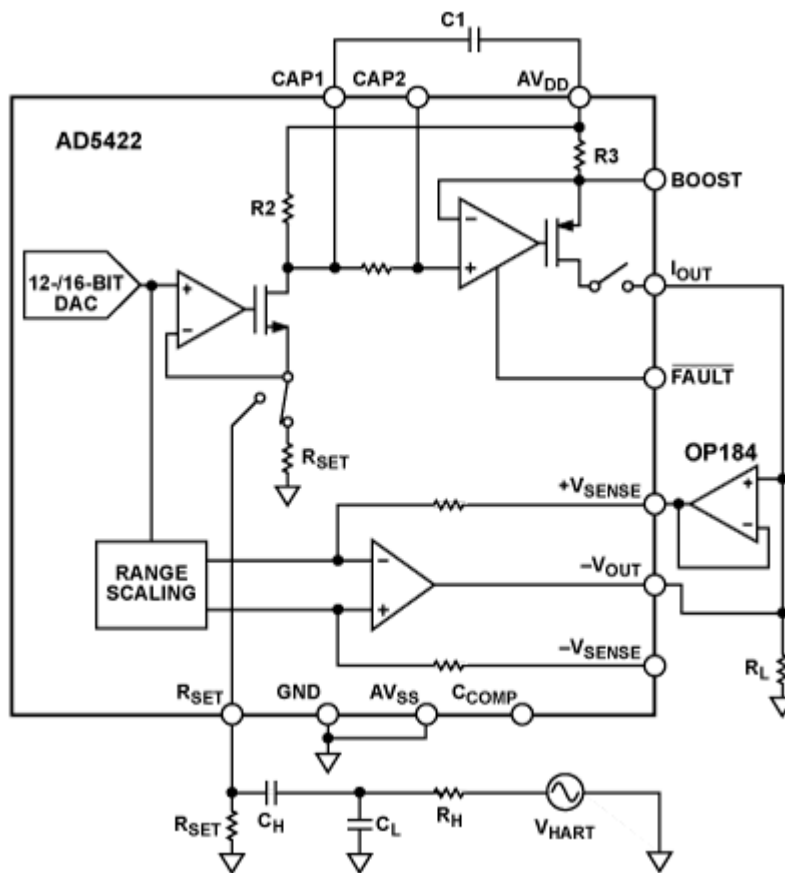 C1
CAP1
CAP2
AVDD
AD5422
R3
BOOST
R2
IOUT
12-/16-BIT
DAC
+
−
−
+
FAULT
RSET
OP184
+VSENSE
+
−
RANGE
SCALING
−
+
−VOUT
−VSENSE
RL
RSET
GND
AVSS
CCOMP
RSET
CH
CL
RH
VHART